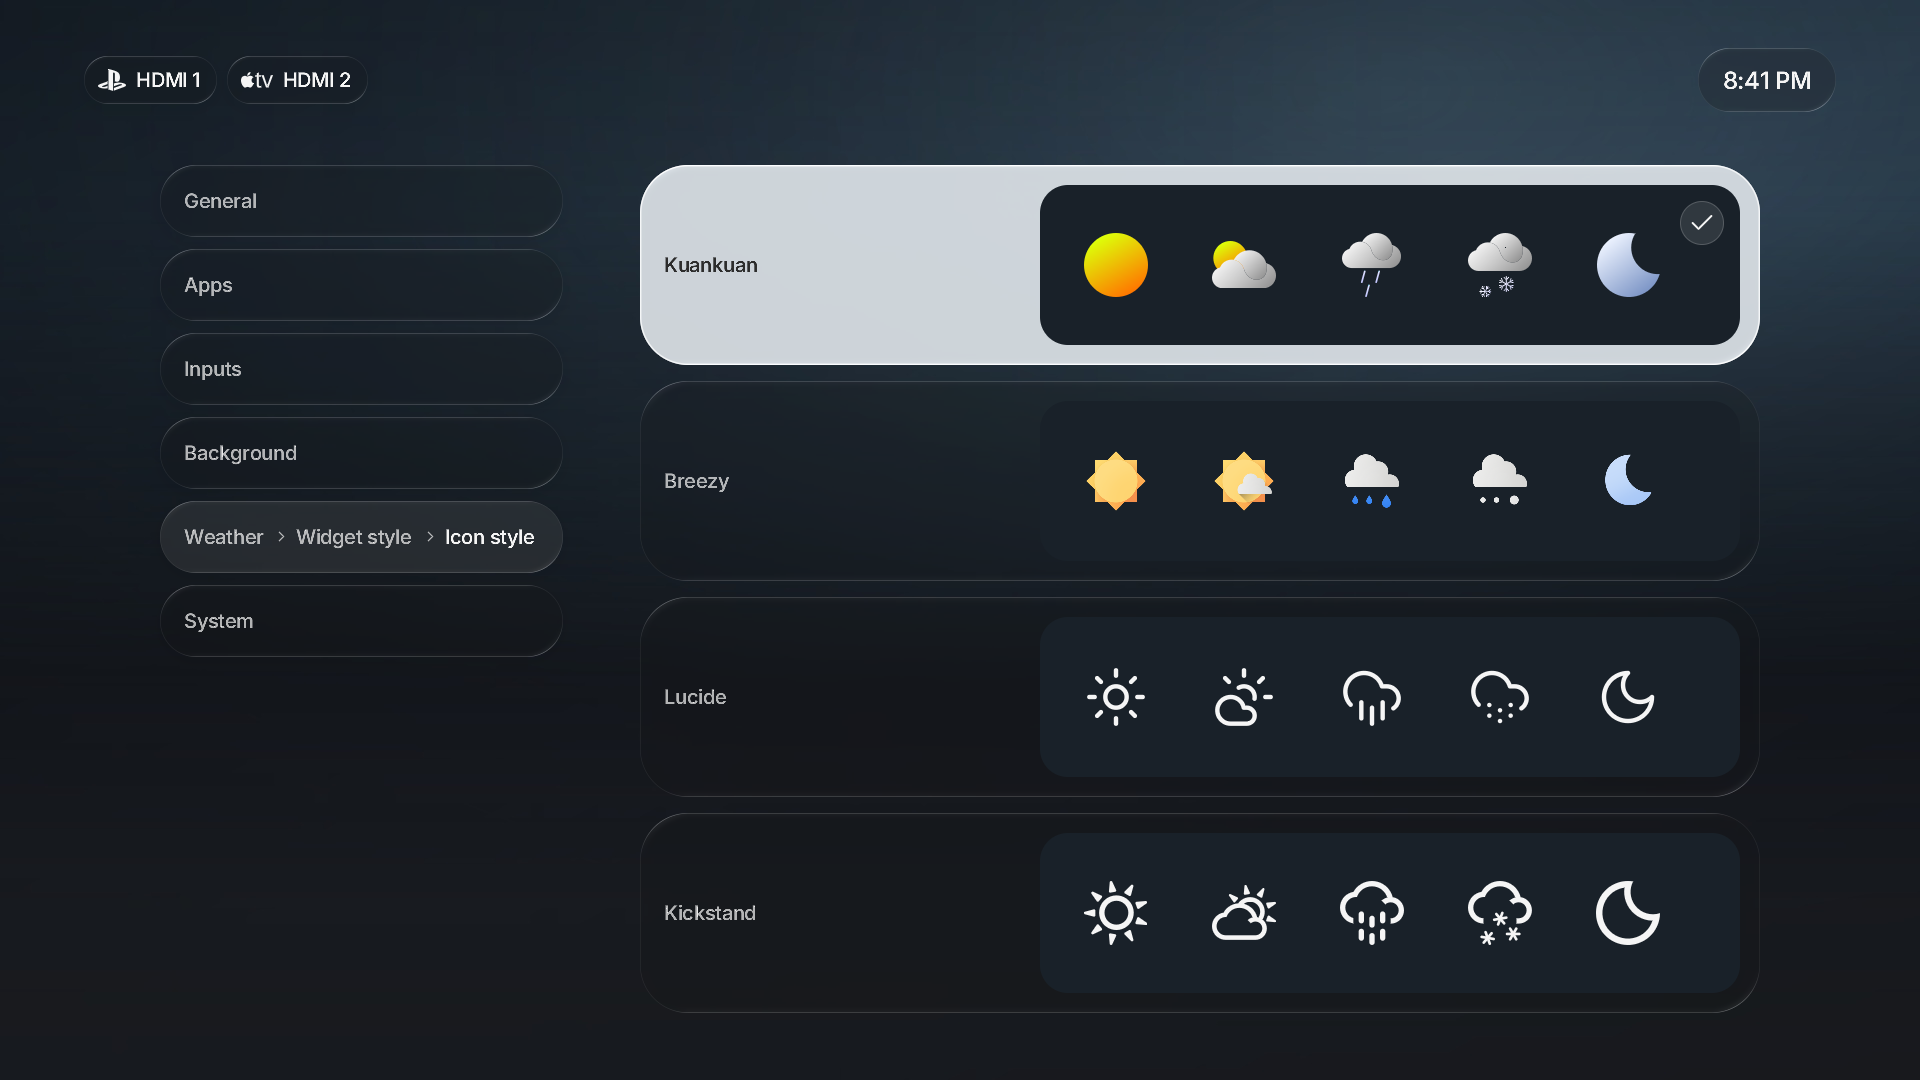 HDMI 1
tv HDMI 2
8:41 PM
General
Apps
Inputs
Background
Weather > Widget style > Icon style
System
Kuankuan
Breezy
Lucide
Kickstand